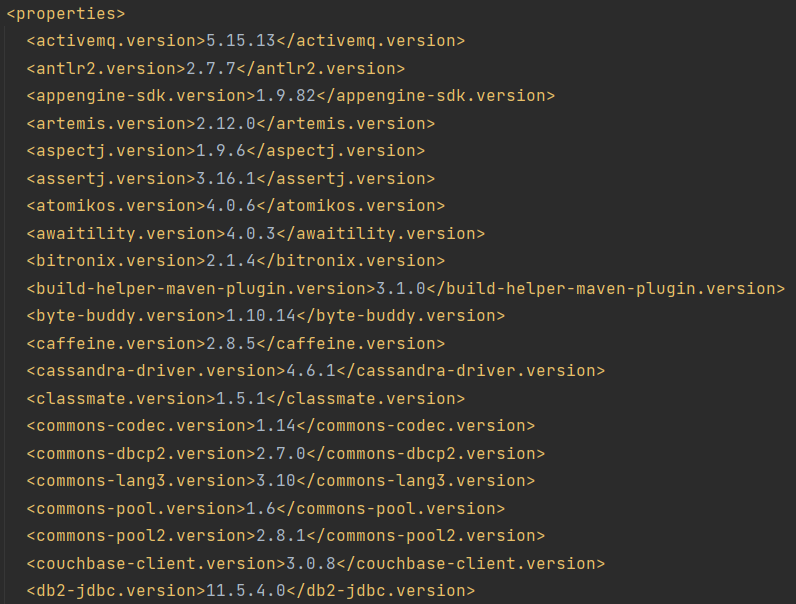 <properties>
<activemq.version>5.15.13</activemq.version>
<antlr2.version>2.7.7</antlr2.version>
<appengine-sdk.version>1.9.82</appengine-sdk.version>
<artemis.version>2.12.0</artemis.version>
<aspectj.version>1.9.6</aspectj.version>
<assertj.version>3.16.1</assertj.version>
<atomikos.version>4.0.6</atomikos.version>
<awaitility.version>4.0.3</awaitility.version>
<bitronix.version>2.1.4</bitronix.version>
<build-helper-maven-plugin.version>3.1.0</build-helper-maven-plugin.version>
<byte-buddy.version>1.10.14</byte-buddy.version>
<caffeine.version>2.8.5</caffeine.version>
<cassandra-driver.version>4.6.1</cassandra-driver.version>
<classmate.version>1.5.1</classmate.version>
<commons-codec.version>1.14</commons-codec.version>
<commons-dbcp2.version>2.7.0</commons-dbcp2.version>
<commons-lang3.version>3.10</commons-lang3.version>
<commons-pool.version>1.6</commons-pool.version>
<commons-pool2.version>2.8.1</commons-pool2.version>
<couchbase-client.version>3.0.8</couchbase-client.version>
<db2-jdbc.version>11.5.4.0</db2-jdbc.version>